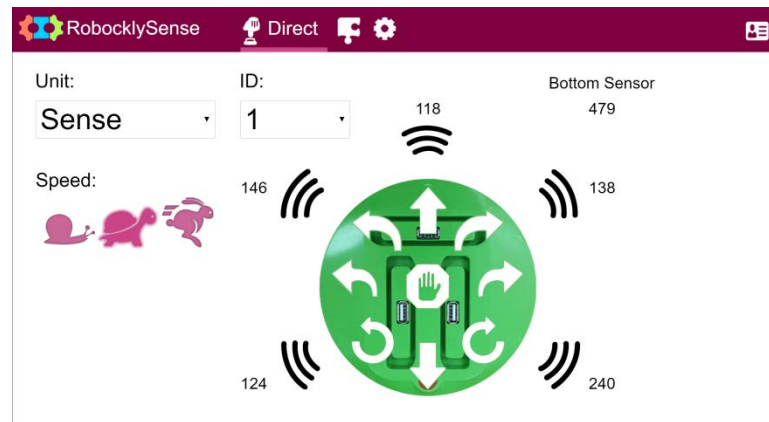 RobocklySense Direct
Unit:
ID:
Bottom Sensor
Sense
1
118
479
Speed:
146
138
124
240